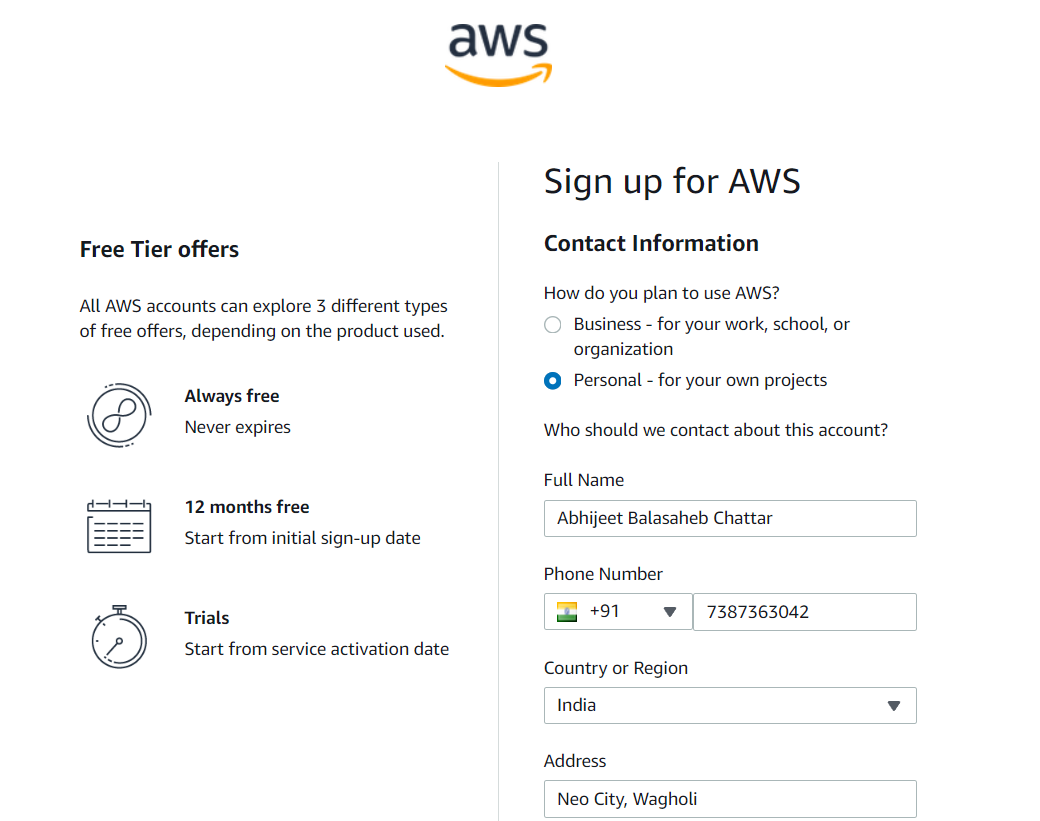 aws
Free Tier offers
All AWS accounts can explore 3 different types
of free offers, depending on the product used.
Always free
Never expires
12 months free
Start from initial sign-up date
Trials
Start from service activation date
Sign up for AWS
Contact Information
How do you plan to use AWS?
Business - for your work, school, or
organization
Personal - for your own projects
Who should we contact about this account?
Full Name
Abhijeet Balasaheb Chattar
Phone Number
+91 7387363042
Country or Region
India
Address
Neo City, Wagholi